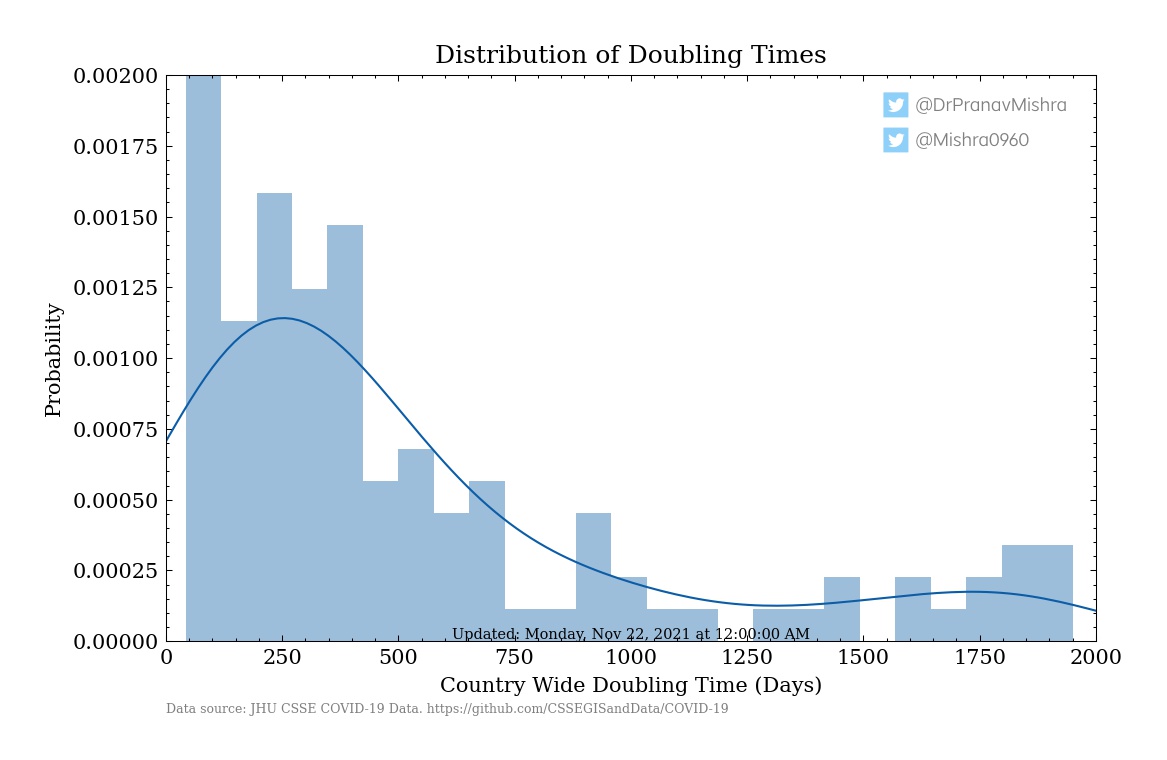 Distribution of Doubling Times
0.00200
0.00175
0.00150
0.00125
0.00100
0.00075
0.00050
0.00025
0.00000
Probability
@DrPranavMishra
@Mishra0960
Updated: Monday, Nov 22, 2021 at 12:00:00 AM
0 250 500 750 1000 1250 1500 1750 2000
Country Wide Doubling Time (Days)
Data source: JHU CSSE COVID-19 Data. https://github.com/CSSEGISandData/COVID-19